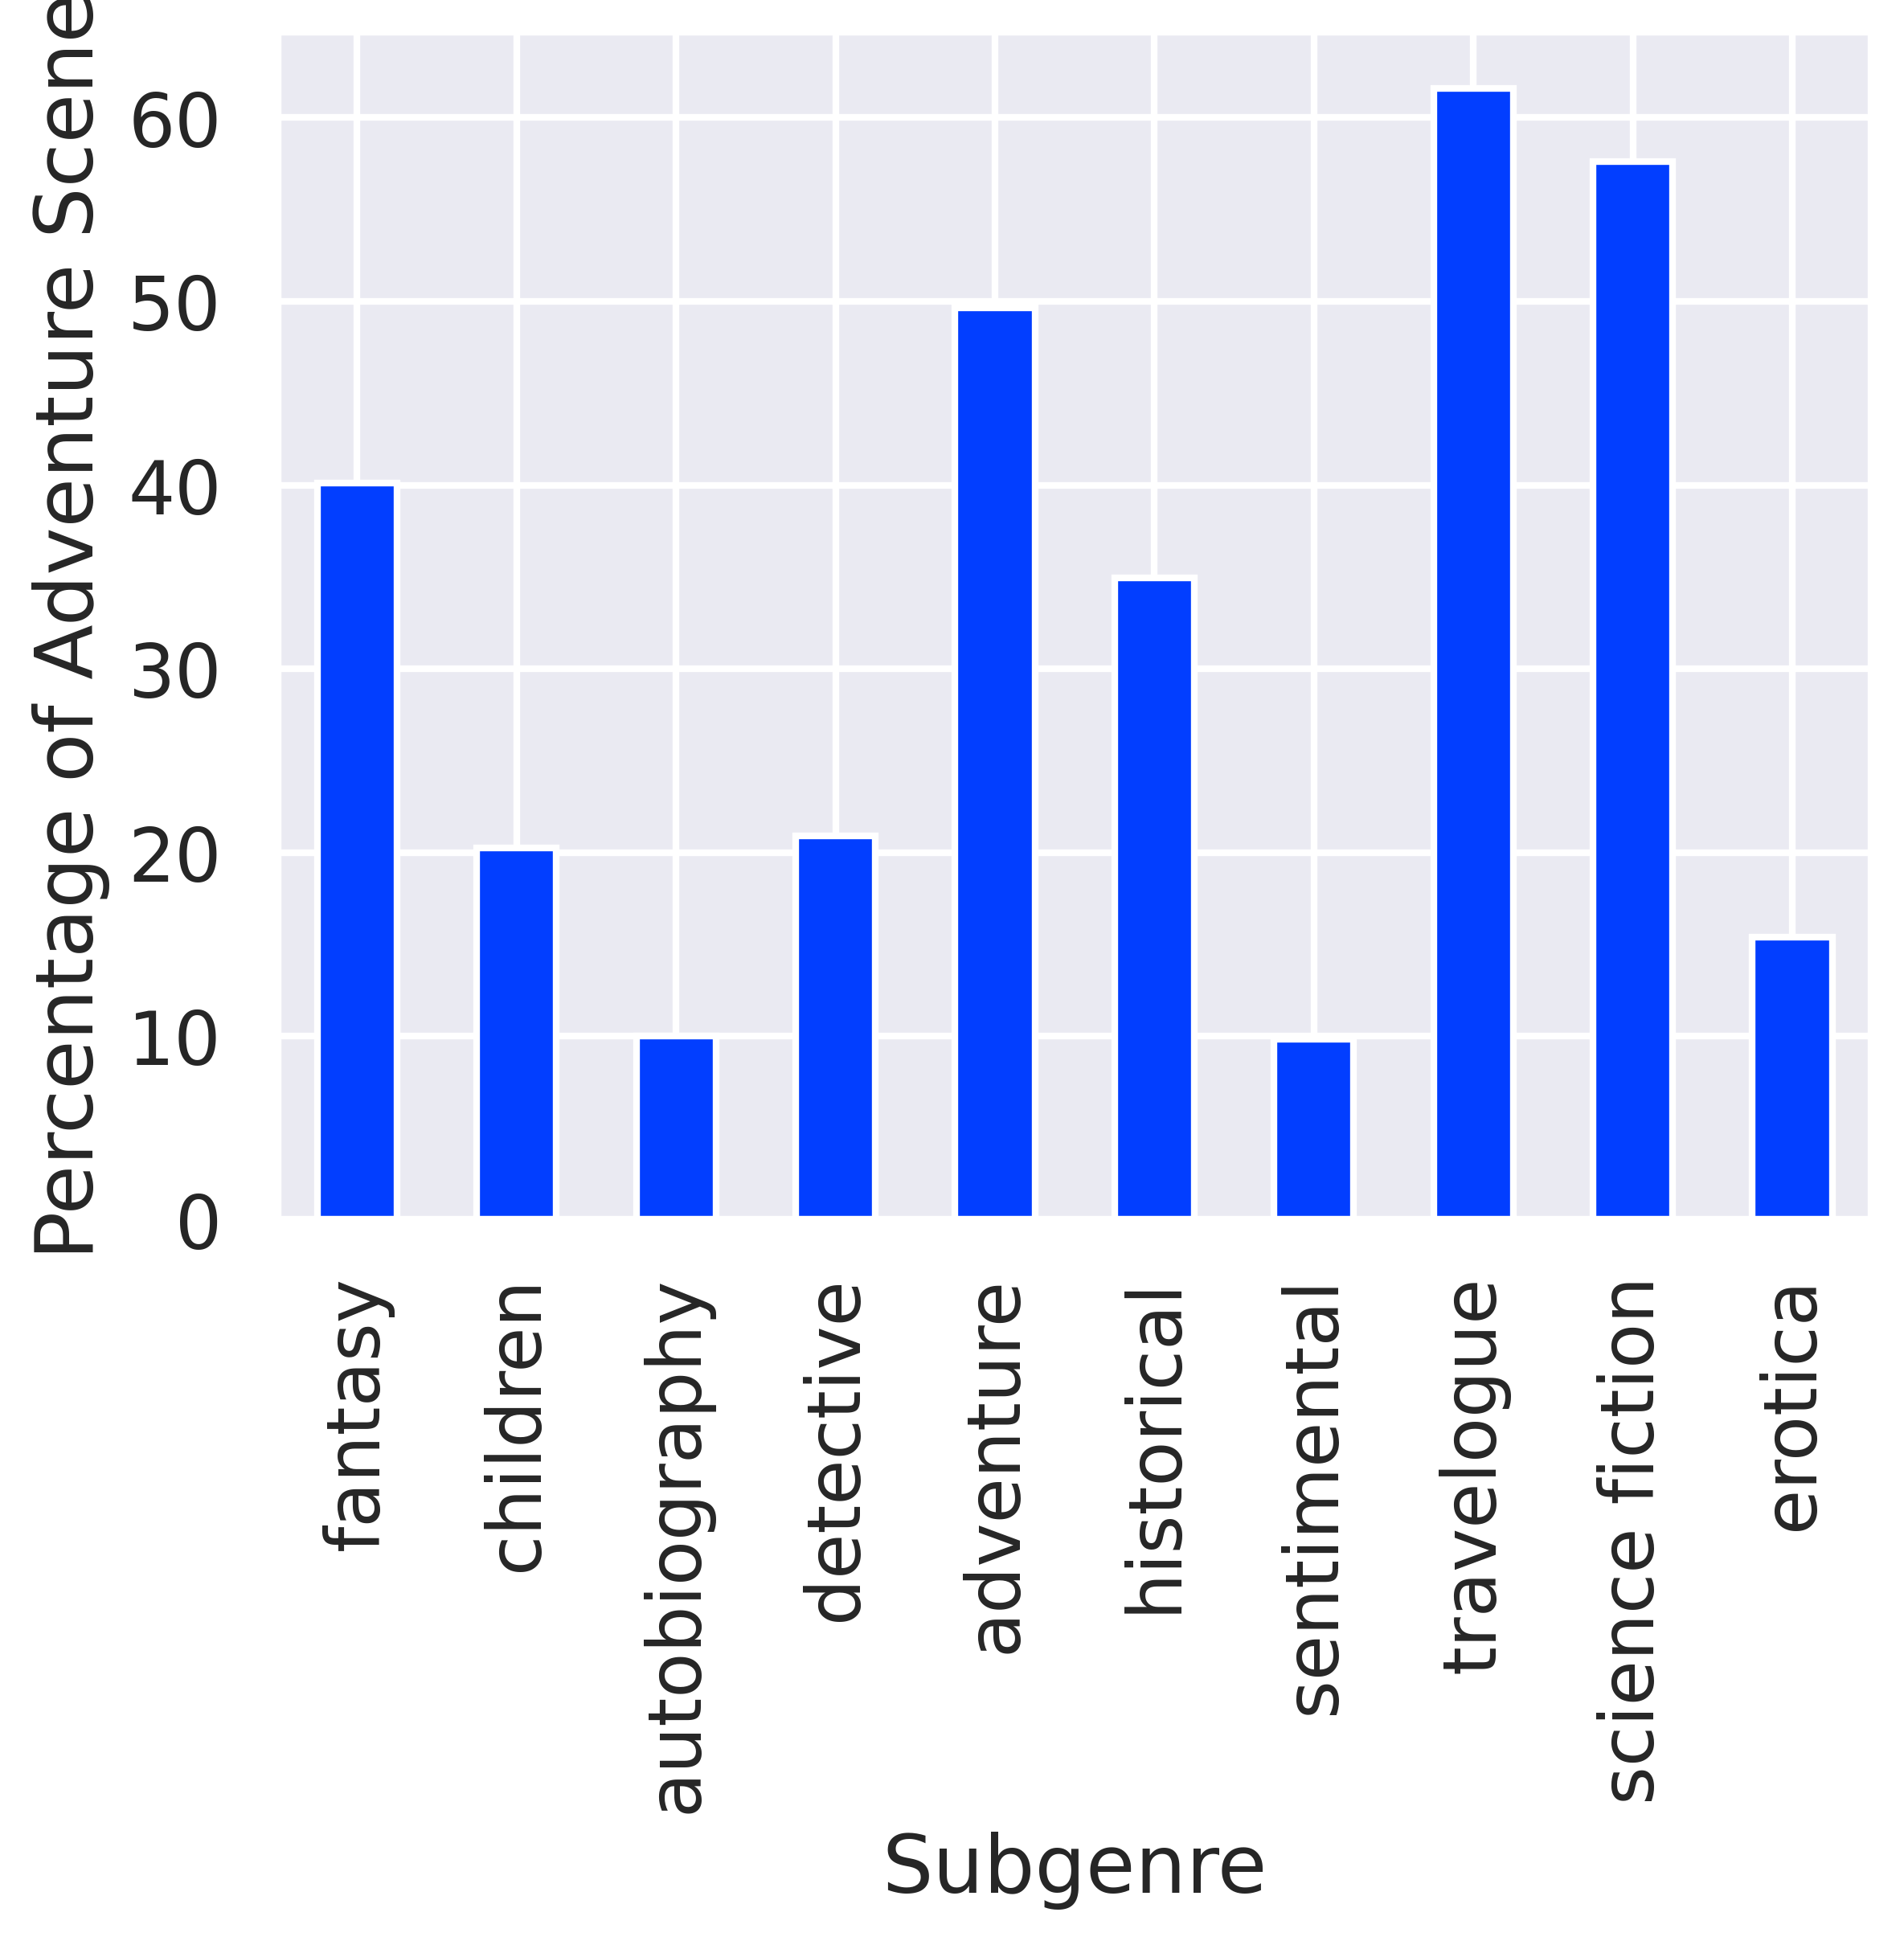 Percentage of Adventure Scene
60
50
40
30
20
10
0
fantasy
children
autobiography
detective
adventure
historical
sentimental
travelogue
science fiction
erotica
Subgenre